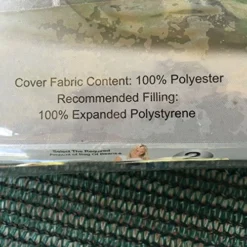 Cover Fabric Content: 100% Polyester
Recommended Filling:
100% Expanded Polystyrene